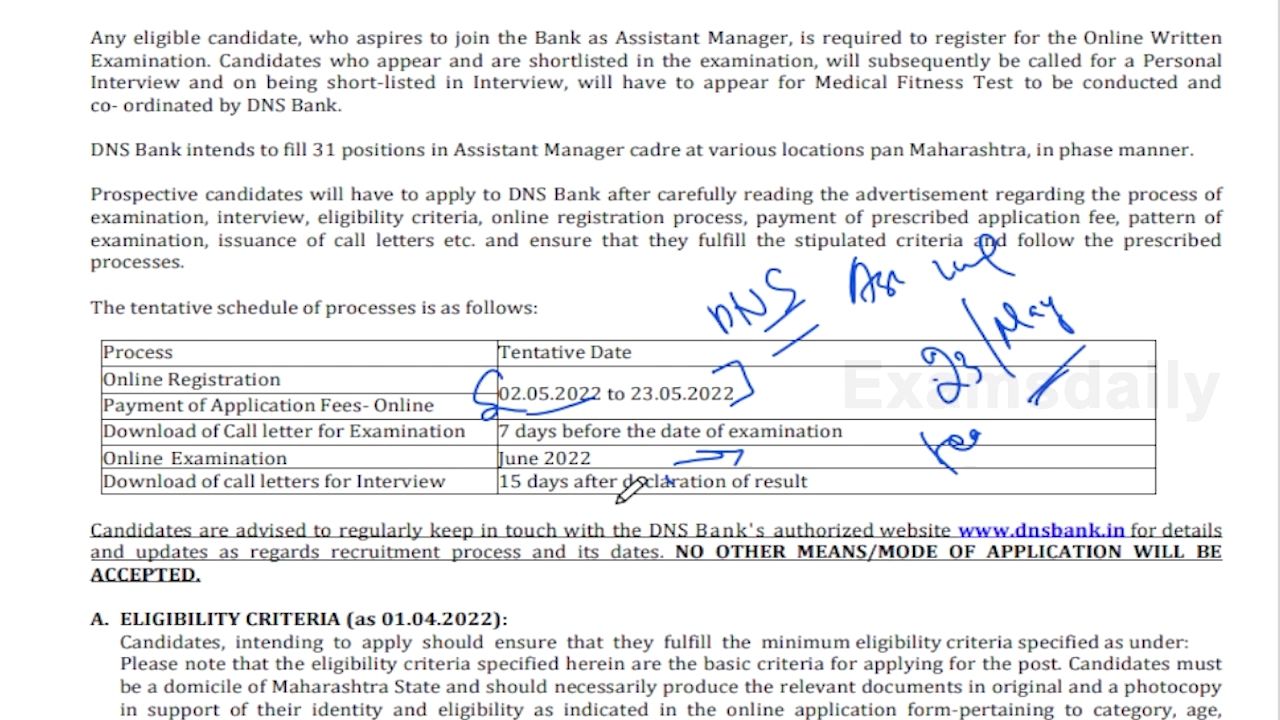 Any eligible candidate, who aspires to join the Bank as Assistant Manager, is required to register for the Online Written
Examination. Candidates who appear and are shortlisted in the examination, will subsequently be called for a Personal
Interview and on being short-listed in Interview, will have to appear for Medical Fitness Test to be conducted and
co- ordinated by DNS Bank.
DNS Bank intends to fill 31 positions in Assistant Manager cadre at various locations pan Maharashtra, in phase manner.
Prospective candidates will have to apply to DNS Bank after carefully reading the advertisement regarding the process of
examination, interview, eligibility criteria, online registration process, payment of prescribed application fee, pattern of
examination, issuance of call letters etc. and ensure that they fulfill the stipulated criteria and follow the prescribed
processes.
The tentative schedule of processes is as follows:
DNS
23/May
Process Tentative Date
Online Registration 02.05.2022 to 23.05.2022
Payment of Application Fees- Online
Examsdaily
Download of Call letter for Examination 7 days before the date of examination
Online Examination June 2022
Download of call letters for Interview 15 days after declaration of result
Candidates are advised to regularly keep in touch with the DNS Bank's authorized website www.dnsbank.in for details
and updates as regards recruitment process and its dates. NO OTHER MEANS/MODE OF APPLICATION WILL BE
ACCEPTED.
A. ELIGIBILITY CRITERIA (as 01.04.2022):
Candidates, intending to apply should ensure that they fulfill the minimum eligibility criteria specified as under:
Please note that the eligibility criteria specified herein are the basic criteria for applying for the post. Candidates must
be a domicile of Maharashtra State and should necessarily produce the relevant documents in original and a photocopy
in support of their identity and eligibility as indicated in the online application form-pertaining to category, age,